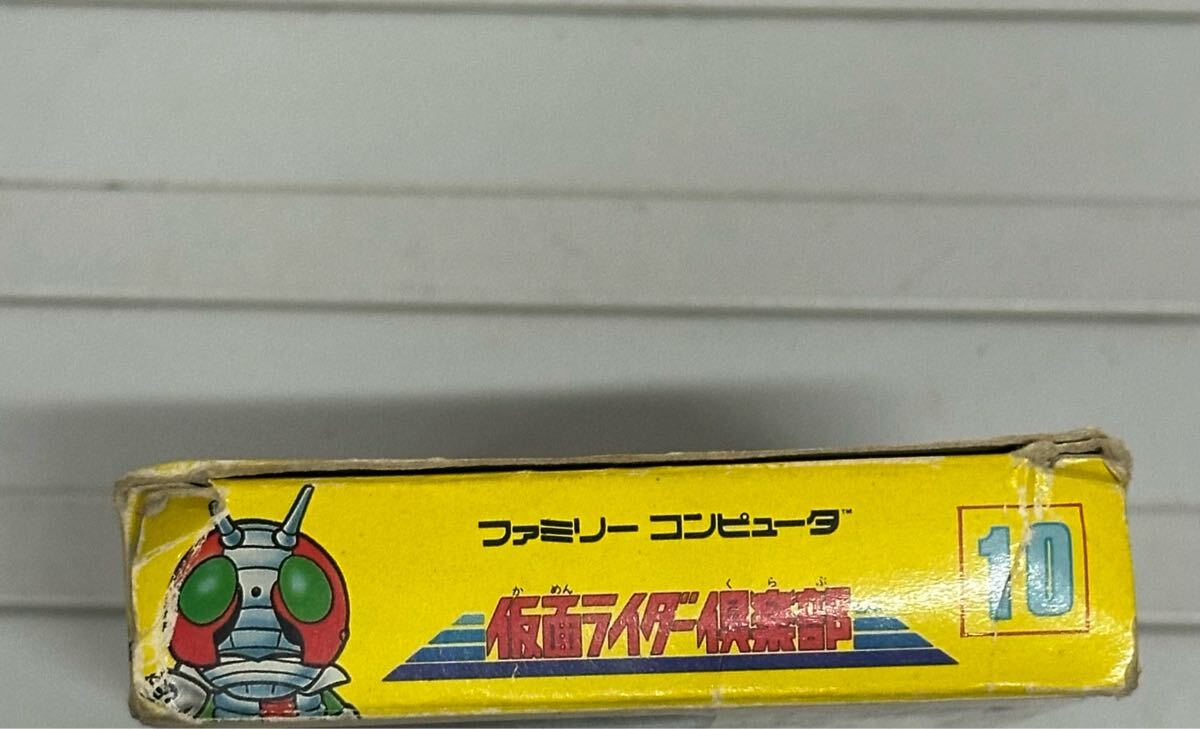 ファミリー コンピュータ™
かめん くらぶ
仮面ライダー倶楽部
10